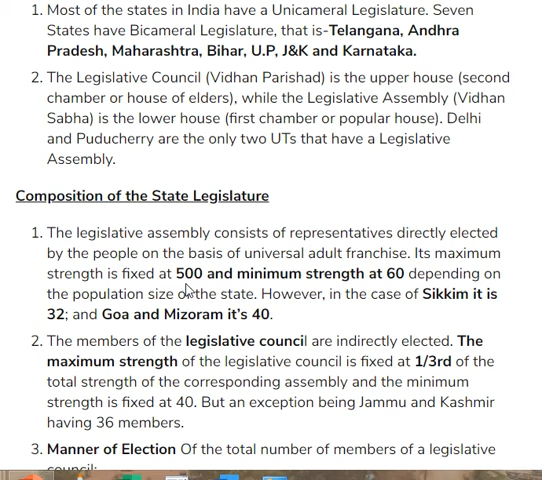 1. Most of the states in India have a Unicameral Legislature. Seven
States have Bicameral Legislature, that is-Telangana, Andhra
Pradesh, Maharashtra, Bihar, U.P, J&K and Karnataka.
2. The Legislative Council (Vidhan Parishad) is the upper house (second
chamber or house of elders), while the Legislative Assembly (Vidhan
Sabha) is the lower house (first chamber or popular house). Delhi
and Puducherry are the only two UTs that have a Legislative
Assembly.
Composition of the State Legislature
1. The legislative assembly consists of representatives directly elected
by the people on the basis of universal adult franchise. Its maximum
strength is fixed at 500 and minimum strength at 60 depending on
the population size of the state. However, in the case of Sikkim it is
32; and Goa and Mizoram it's 40.
2. The members of the legislative council are indirectly elected. The
maximum strength of the legislative council is fixed at 1/3rd of the
total strength of the corresponding assembly and the minimum
strength is fixed at 40. But an exception being Jammu and Kashmir
having 36 members.
3. Manner of Election Of the total number of members of a legislative
council: